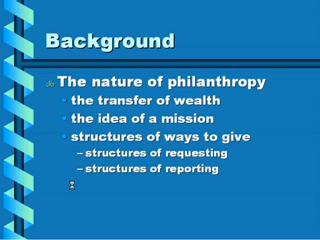 Background
The nature of philanthropy
• the transfer of wealth
• the idea of a mission
• structures of ways to give
– structures of requesting
– structures of reporting